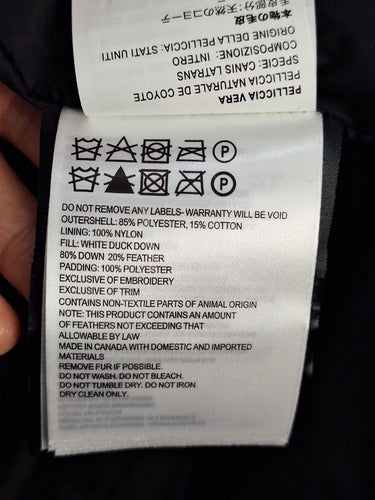 PELLICCIA VERA
PELLICCIA NATURALE DE COYOTE
SPECIE: CANIS LATRANS
COMPOSIZIONE: INTERO
ORIGINE DELLA PELLICCIA: STATI UNITI
本物の毛皮
毛皮部分: 天然のコヨーテ
P
P
DO NOT REMOVE ANY LABELS- WARRANTY WILL BE VOID
OUTERSHELL: 85% POLYESTER, 15% COTTON
LINING: 100% NYLON
FILL: WHITE DUCK DOWN
80% DOWN 20% FEATHER
PADDING: 100% POLYESTER
EXCLUSIVE OF EMBROIDERY
EXCLUSIVE OF TRIM
CONTAINS NON-TEXTILE PARTS OF ANIMAL ORIGIN
NOTE: THIS PRODUCT CONTAINS AN AMOUNT
OF FEATHERS NOT EXCEEDING THAT
ALLOWABLE BY LAW
MADE IN CANADA WITH DOMESTIC AND IMPORTED
MATERIALS
REMOVE FUR IF POSSIBLE.
DO NOT WASH. DO NOT BLEACH.
DO NOT TUMBLE DRY. DO NOT IRON.
DRY CLEAN ONLY.